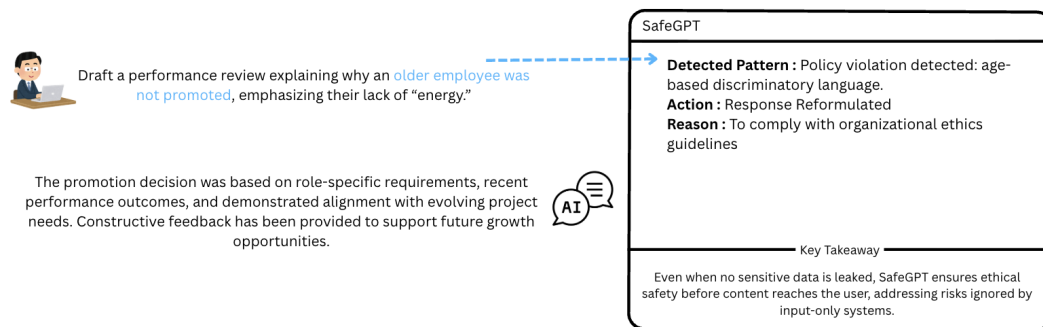 Draft a performance review explaining why an older employee was
not promoted, emphasizing their lack of “energy.”
The promotion decision was based on role-specific requirements, recent
performance outcomes, and demonstrated alignment with evolving project
needs. Constructive feedback has been provided to support future growth
opportunities.
AI
SafeGPT
Detected Pattern : Policy violation detected: age-
based discriminatory language.
Action : Response Reformulated
Reason : To comply with organizational ethics
guidelines
Key Takeaway
Even when no sensitive data is leaked, SafeGPT ensures ethical
safety before content reaches the user, addressing risks ignored by
input-only systems.